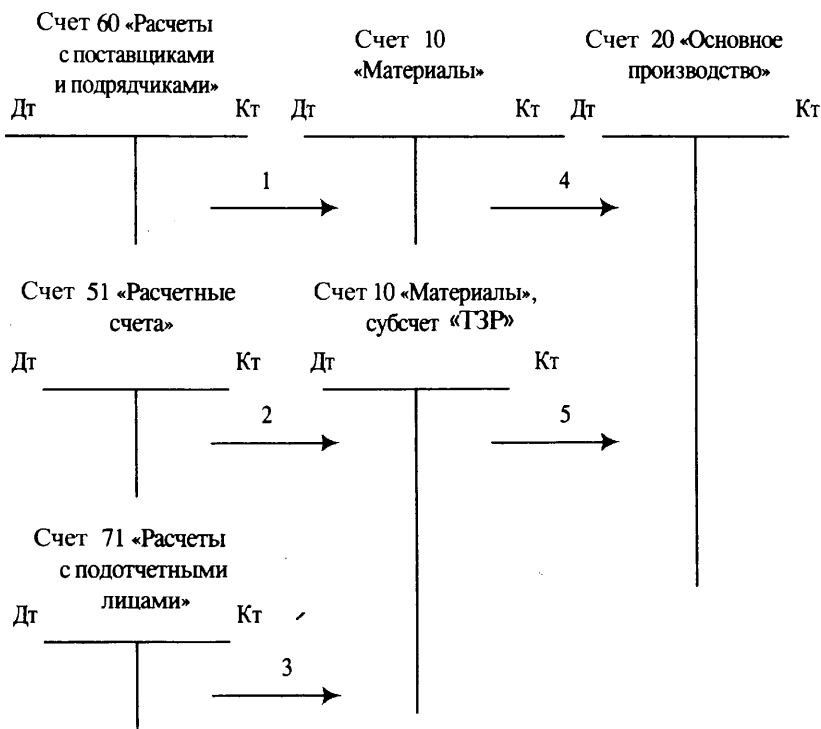 Счет 60 «Расчеты
с поставщиками
и подрядчиками»
Счет 10
«Материалы»
Счет 20 «Основное
производство»
Дт Кт Дт Кт Дт Кт
1
4
Счет 51 «Расчетные
счета»
Счет 10 «Материалы»,
субсчет «ТЗР»
Дт Кт Дт Кт
2
5
Счет 71 «Расчеты
с подотчетными
лицами»
Дт Кт
3